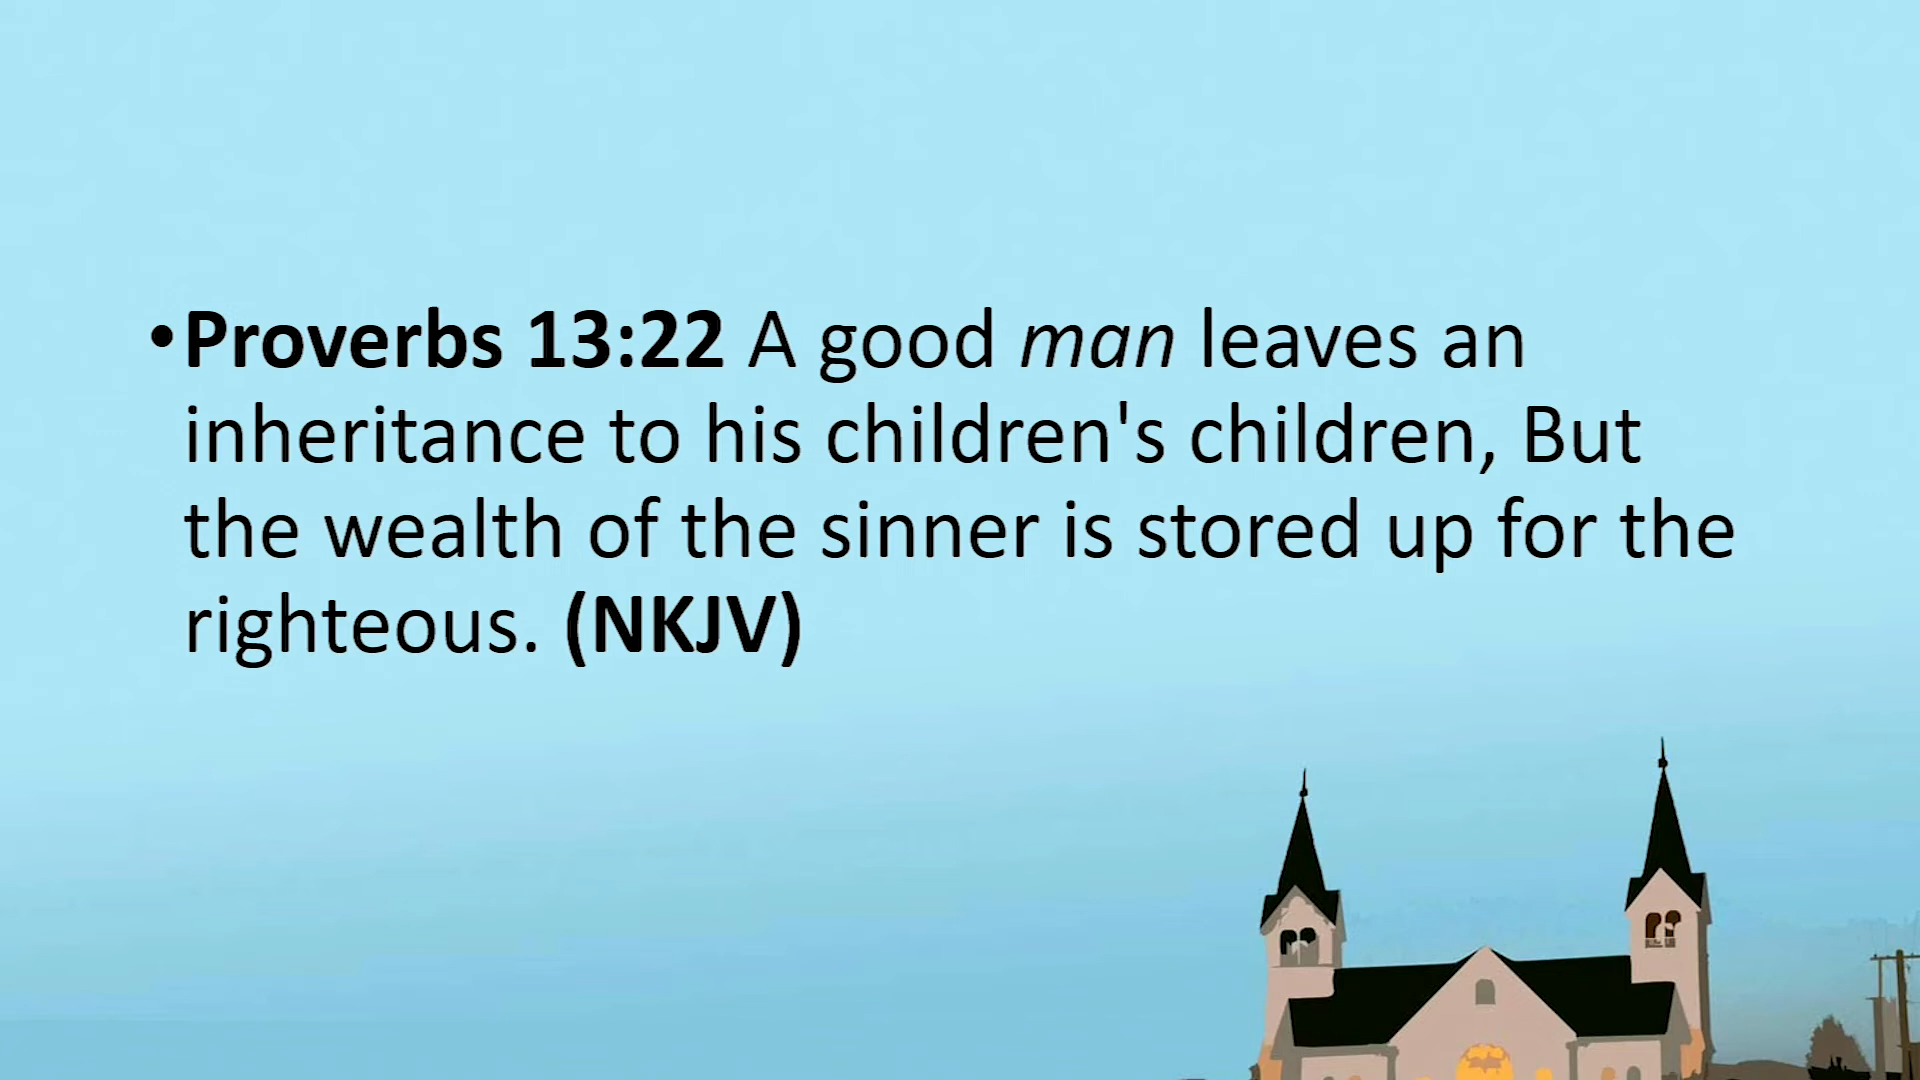 •Proverbs 13:22 A good man leaves an
inheritance to his children's children, But
the wealth of the sinner is stored up for the
righteous. (NKJV)